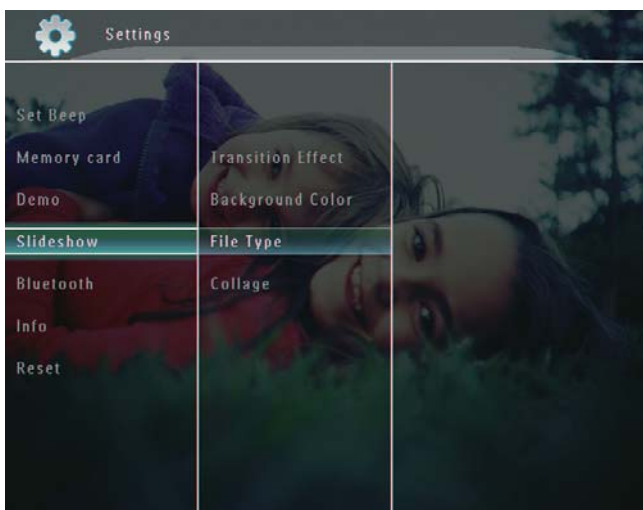 Settings
Set Beep
Memory card
Demo
Slideshow
Bluetooth
Info
Reset
Transition Effect
Background Color
File Type
Collage